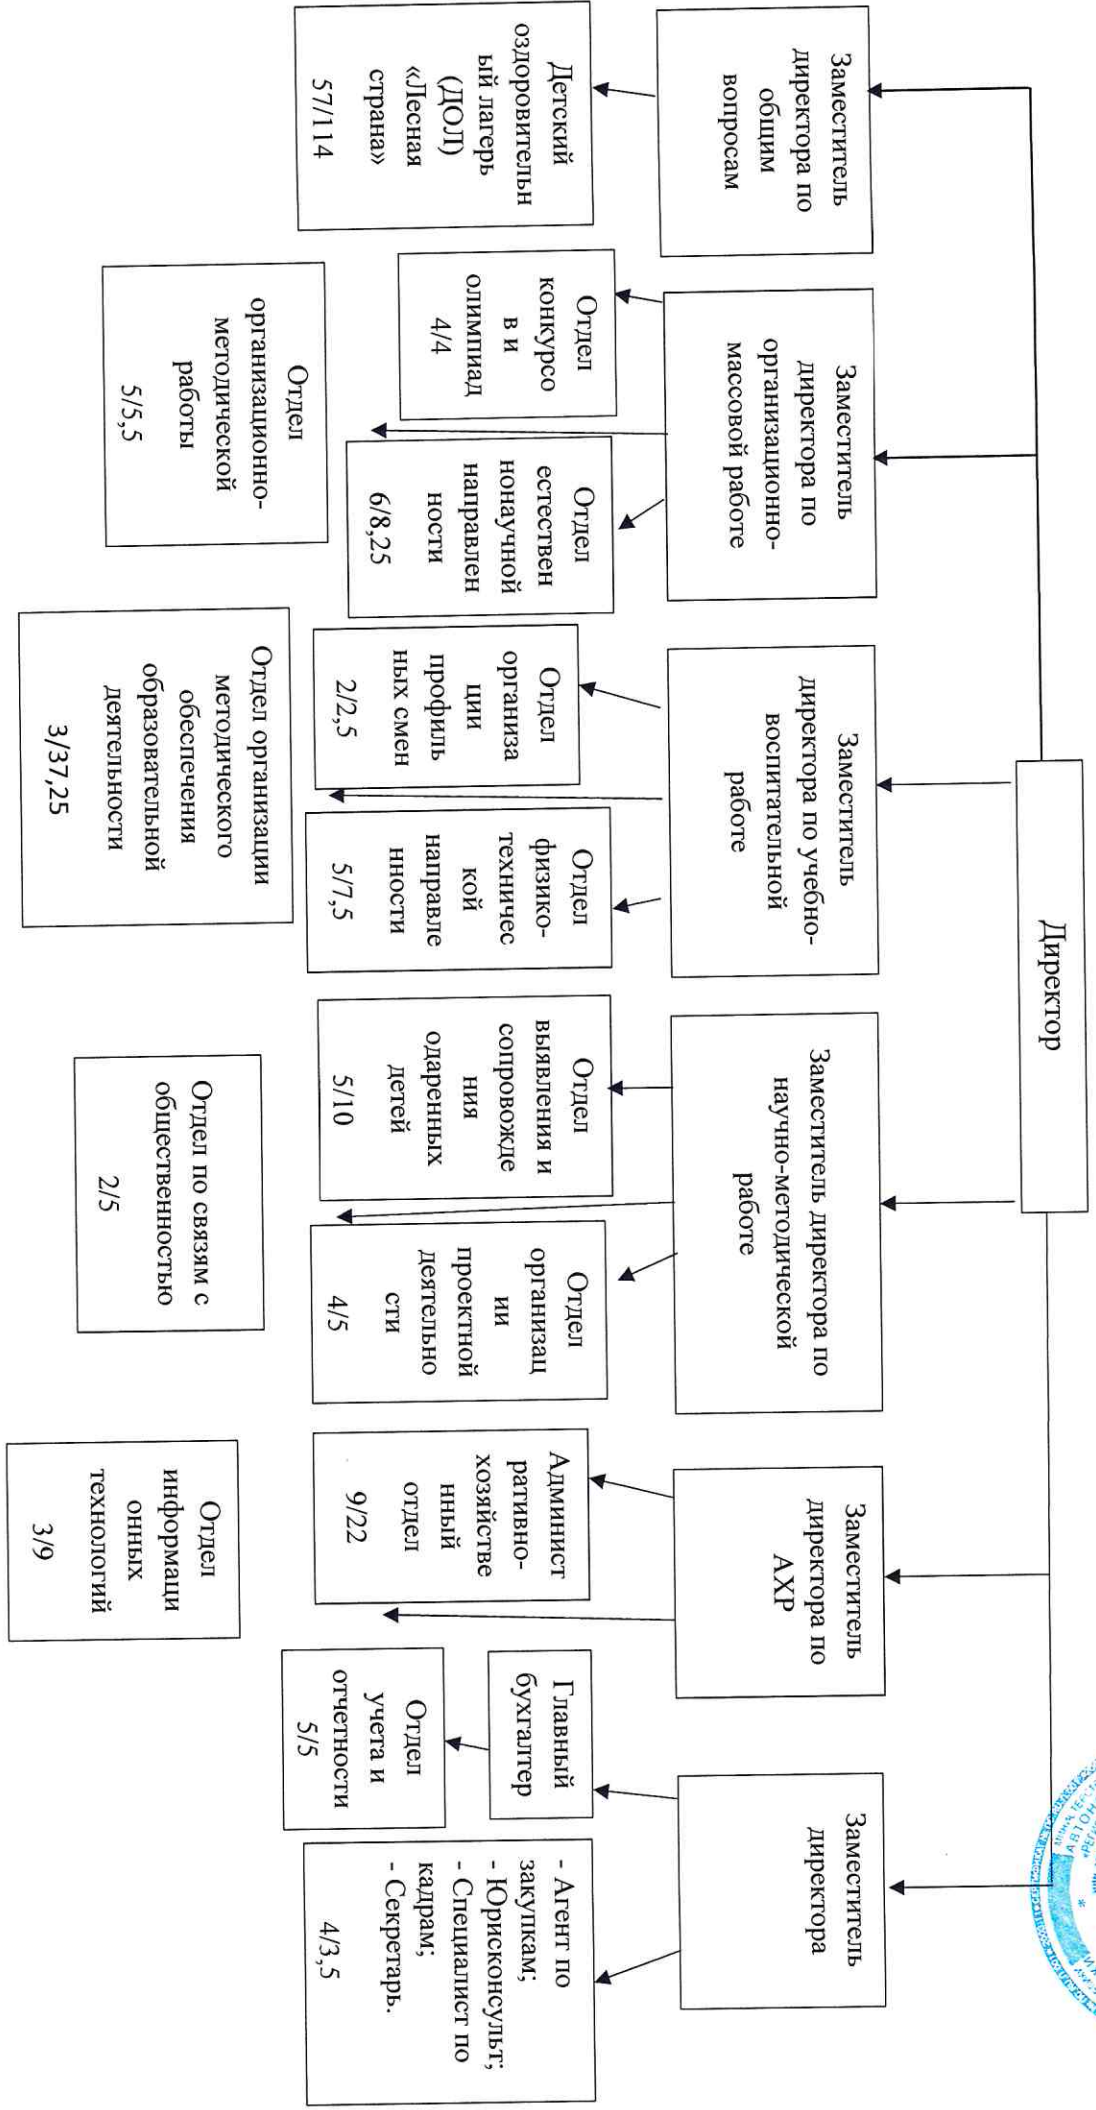 Директор
Заместитель
директора по
общим
вопросам
Заместитель
директора по
организационно-
массовой работе
Заместитель
директора по учебно-
воспитательной
работе
Заместитель директора по
научно-методической
работе
Заместитель
директора по
АХР
Заместитель
директора
Детский
оздоровительн
ый лагерь
(ДОЛ)
«Лесная
страна»
57/114
Отдел
конкурсо
в и
олимпиад
4/4
Отдел
естествен
нонаучной
направлен
ности
6/8,25
Отдел
организа
ции
профиль
ных смен
2/2,5
Отдел
физико-
техничес
кой
направле
нности
5/7,5
Отдел
выявления и
сопровожде
ния
одаренных
детей
5/10
Отдел
организац
ии
проектной
деятельно
сти
4/5
Админист
ративно-
хозяйстве
нный
отдел
9/22
Главный
бухгалтер
Отдел
учета и
отчетности
5/5
- Агент по
закупкам;
- Юрисконсульт;
- Специалист по
кадрам;
- Секретарь.
4/3,5
Отдел
организационно-
методической
работы
5/5,5
Отдел организации
методического
обеспечения
образовательной
деятельности
3/37,25
Отдел по связям с
общественностью
2/5
Отдел
информаци
онных
технологий
3/9